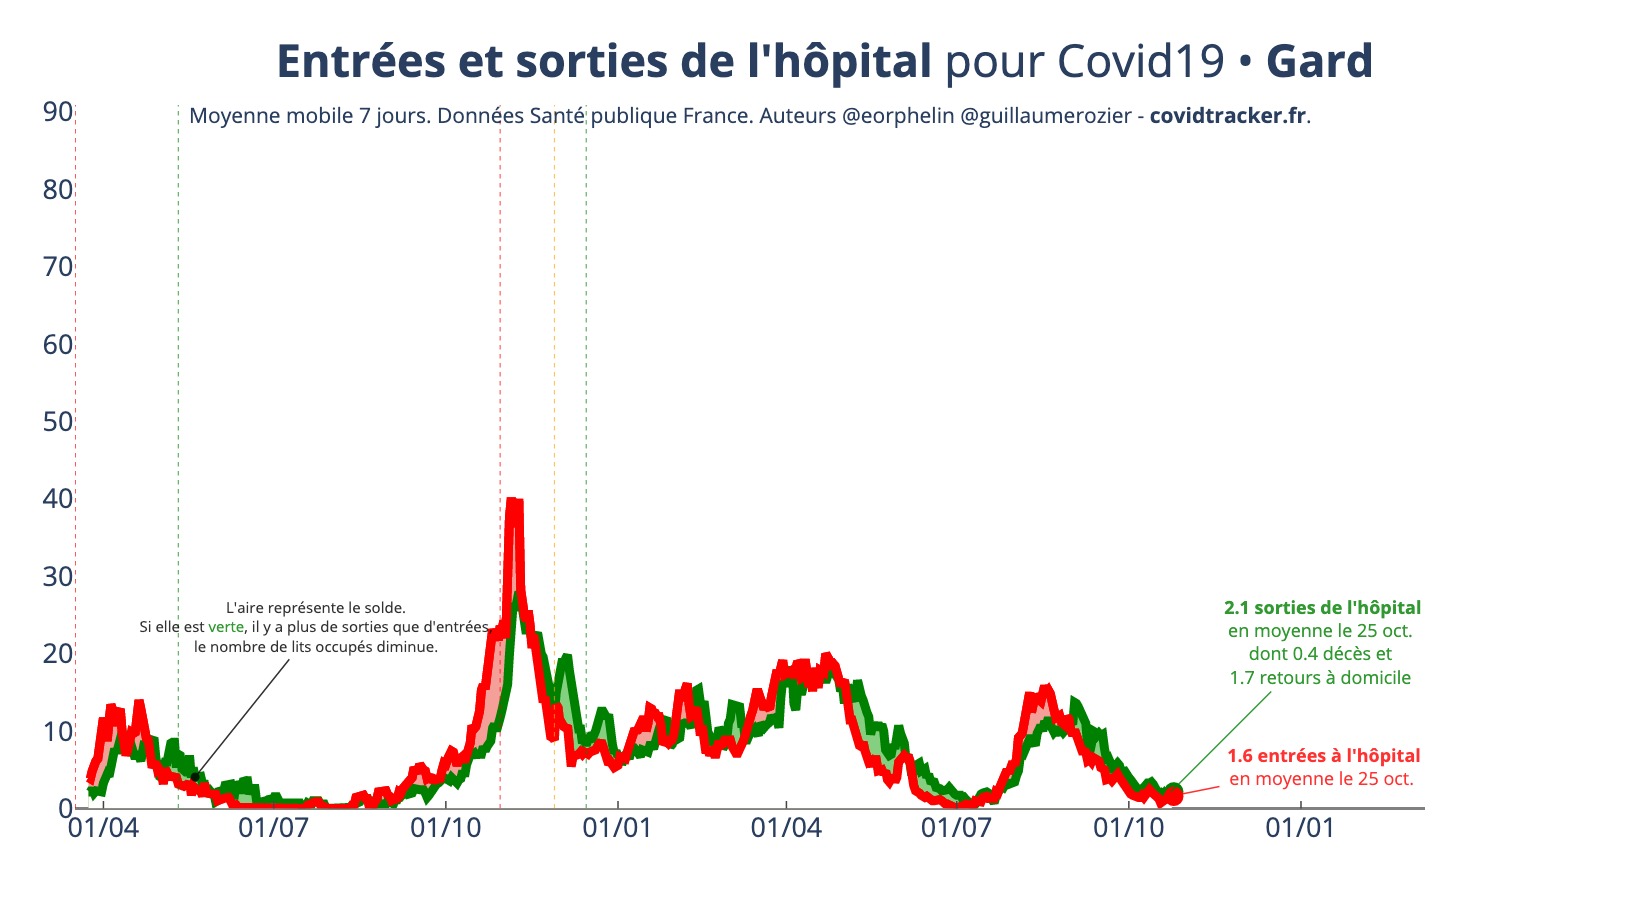 Entrées et sorties de l'hôpital pour Covid19 • Gard
Moyenne mobile 7 jours. Données Santé publique France. Auteurs @eorphelin @guillaumerozier - covidtracker.fr.
90
80
70
60
50
40
30
20
10
0
L'aire représente le solde.
Si elle est verte, il y a plus de sorties que d'entrées,
le nombre de lits occupés diminue.
2.1 sorties de l'hôpital
en moyenne le 25 oct.
dont 0.4 décès et
1.7 retours à domicile
1.6 entrées à l'hôpital
en moyenne le 25 oct.
01/04 01/07 01/10 01/01 01/04 01/07 01/10 01/01